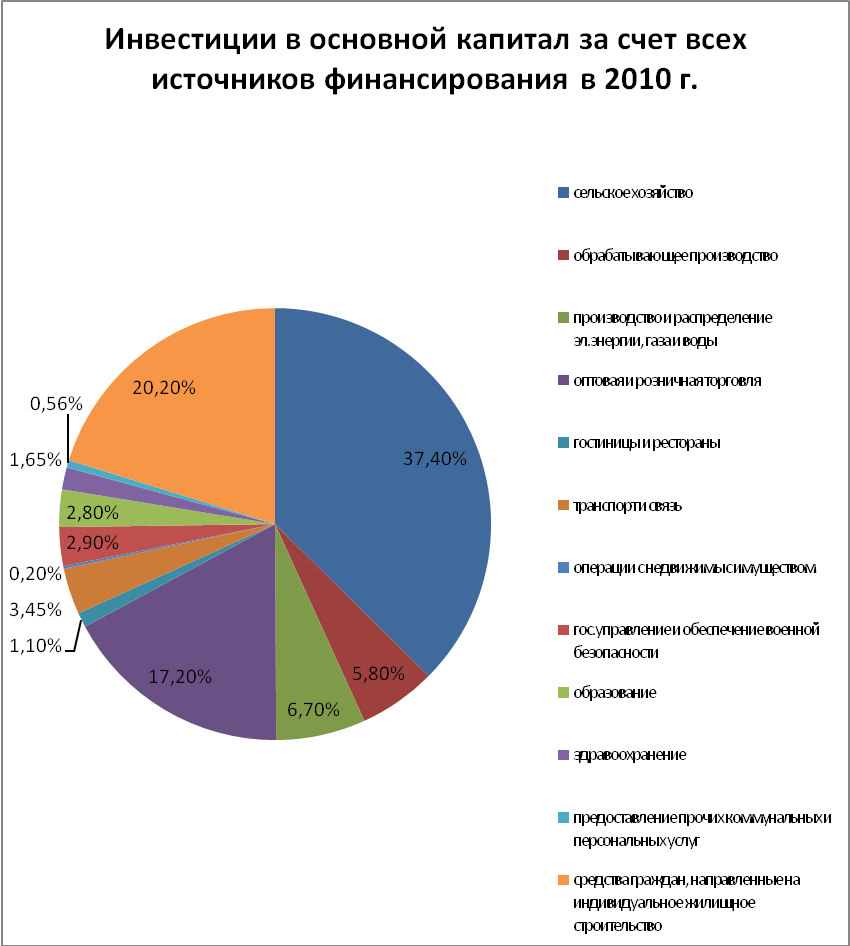 Инвестиции в основной капитал за счет всех
источников финансирования в 2010 г.
сельское хозяйство
обрабатывающее производство
производство и распределение
эл.энергии, газа и воды
оптовая и розничная торговля
гостиницы и рестораны
транспорт и связь
операции с недвижимы с имуществом
гос.управление и обеспечение военной
безопасности
образование
здравоохранение
предоставление прочих коммунальных и
персональных услуг
средства граждан, направленные на
индивидуальное жилищное
строительство
20,20%
0,56%
37,40%
1,65%
2,80%
2,90%
0,20%
3,45%
1,10%
17,20%
5,80%
6,70%